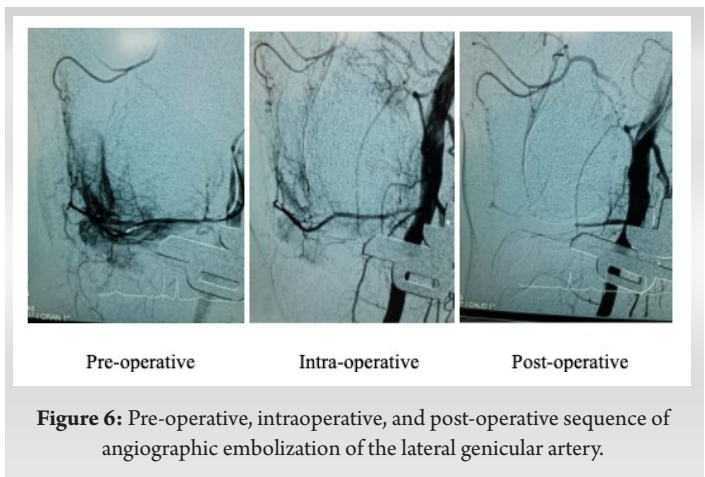 Pre-operative
Intra-operative
Post-operative
Figure 6: Pre-operative, intraoperative, and post-operative sequence of
angiographic embolization of the lateral genicular artery.